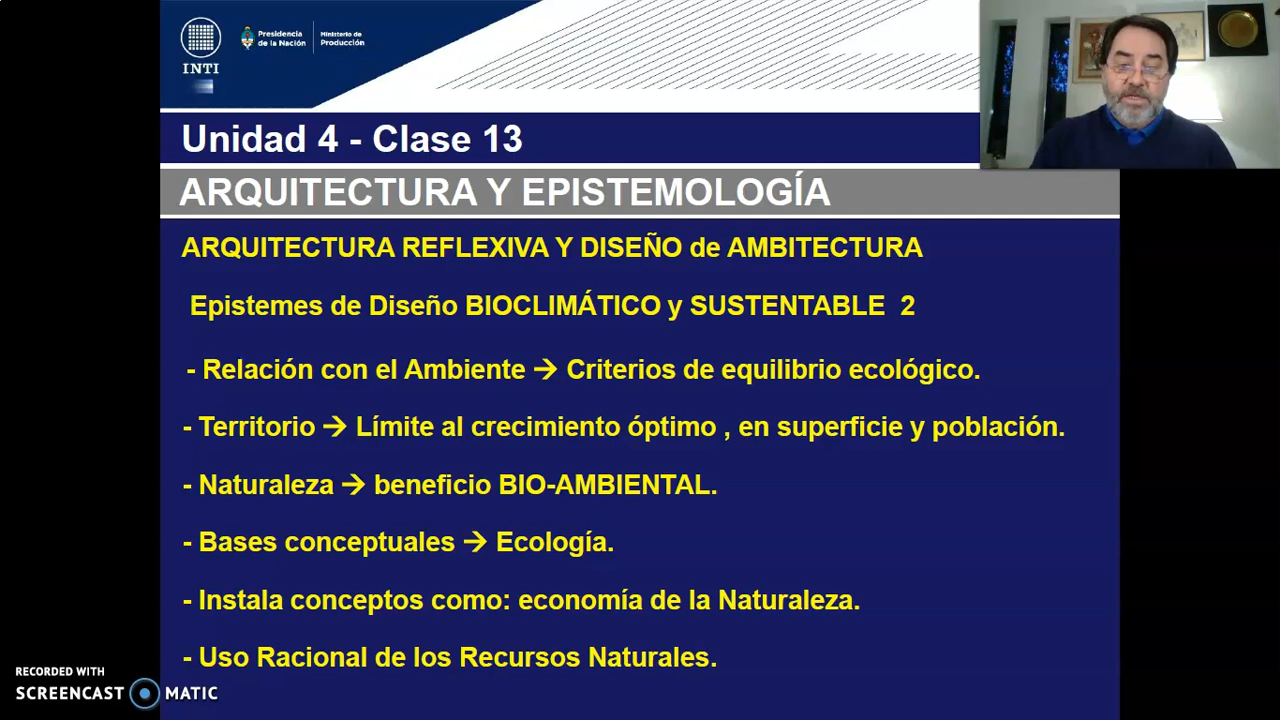 INTI
Presidencia
de la Nación
Ministerio de
Producción
Unidad 4 - Clase 13
ARQUITECTURA Y EPISTEMOLOGÍA
ARQUITECTURA REFLEXIVA Y DISEÑO de AMBITECTURA
Epistemes de Diseño BIOCLIMÁTICO y SUSTENTABLE 2
- Relación con el Ambiente → Criterios de equilibrio ecológico.
- Territorio → Límite al crecimiento óptimo , en superficie y población.
- Naturaleza → beneficio BIO-AMBIENTAL.
- Bases conceptuales → Ecología.
- Instala conceptos como: economía de la Naturaleza.
- Uso Racional de los Recursos Naturales.
RECORDED WITH
SCREENCAST MATIC